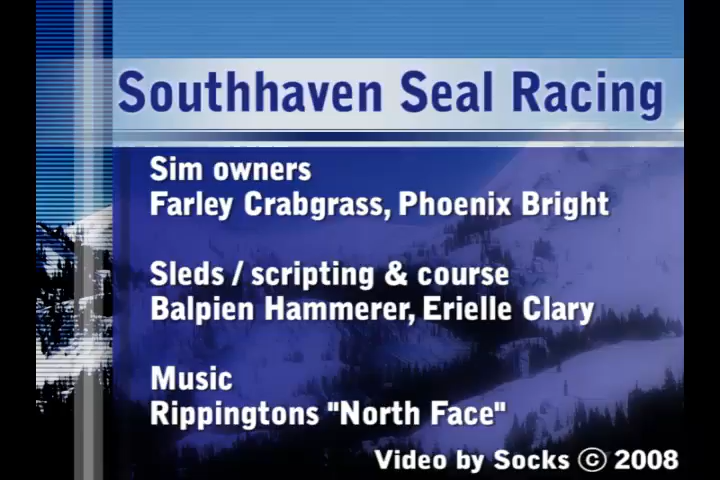 Southhaven Seal Racing
Sim owners
Farley Crabgrass, Phoenix Bright
Sleds / scripting & course
Balpien Hammerer, Erielle Clary
Music
Rippingtons "North Face"
Video by Socks © 2008